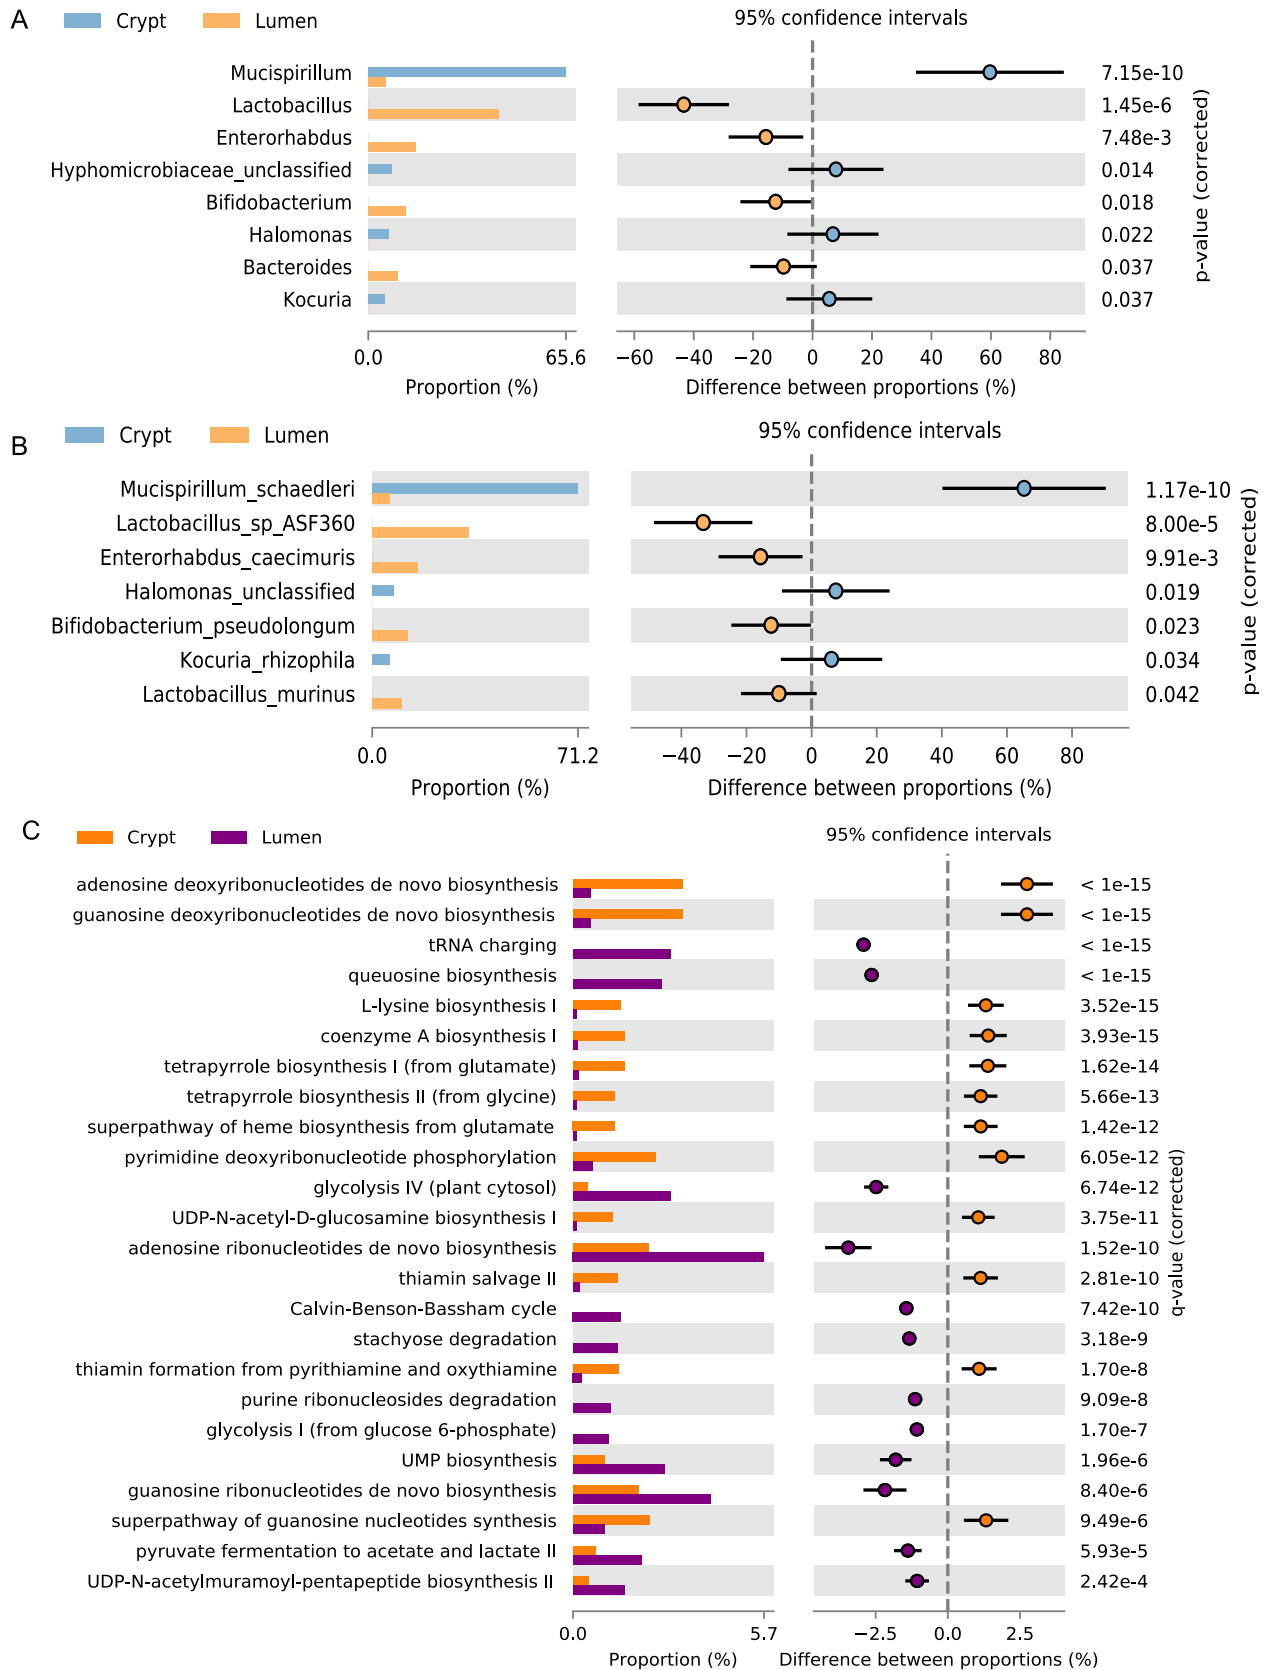 A
Crypt Lumen
95% confidence intervals
Mucispirillum 7.15e-10
Lactobacillus 1.45e-6
Enterorhabdus 7.48e-3
Hyphomicrobiaceae_unclassified 0.014
Bifidobacterium 0.018
Halomonas 0.022
Bacteroides 0.037
Kocuria 0.037
p-value (corrected)
0.0 65.6 −60 −40 −20 0 20 40 60 80
Proportion (%) Difference between proportions (%)
B
Crypt Lumen
95% confidence intervals
Mucispirillum_schaedleri 1.17e-10
Lactobacillus_sp_ASF360 8.00e-5
Enterorhabdus_caecimuris 9.91e-3
Halomonas_unclassified 0.019
Bifidobacterium_pseudolongum 0.023
Kocuria_rhizophila 0.034
Lactobacillus_murinus 0.042
p-value (corrected)
0.0 71.2 −40 −20 0 20 40 60 80
Proportion (%) Difference between proportions (%)
C
Crypt Lumen
95% confidence intervals
adenosine deoxyribonucleotides de novo biosynthesis < 1e-15
guanosine deoxyribonucleotides de novo biosynthesis < 1e-15
tRNA charging < 1e-15
queuosine biosynthesis < 1e-15
L-lysine biosynthesis I 3.52e-15
coenzyme A biosynthesis I 3.93e-15
tetrapyrrole biosynthesis I (from glutamate) 1.62e-14
tetrapyrrole biosynthesis II (from glycine) 5.66e-13
superpathway of heme biosynthesis from glutamate 1.42e-12
pyrimidine deoxyribonucleotide phosphorylation 6.05e-12
glycolysis IV (plant cytosol) 6.74e-12
UDP-N-acetyl-D-glucosamine biosynthesis I 3.75e-11
adenosine ribonucleotides de novo biosynthesis 1.52e-10
thiamin salvage II 2.81e-10
Calvin-Benson-Bassham cycle 7.42e-10
stachyose degradation 3.18e-9
thiamin formation from pyrithiamine and oxythiamine 1.70e-8
purine ribonucleosides degradation 9.09e-8
glycolysis I (from glucose 6-phosphate) 1.70e-7
UMP biosynthesis 1.96e-6
guanosine ribonucleotides de novo biosynthesis 8.40e-6
superpathway of guanosine nucleotides synthesis 9.49e-6
pyruvate fermentation to acetate and lactate II 5.93e-5
UDP-N-acetylmuramoyl-pentapeptide biosynthesis II 2.42e-4
q-value (corrected)
0.0 5.7 −2.5 0.0 2.5
Proportion (%) Difference between proportions (%)